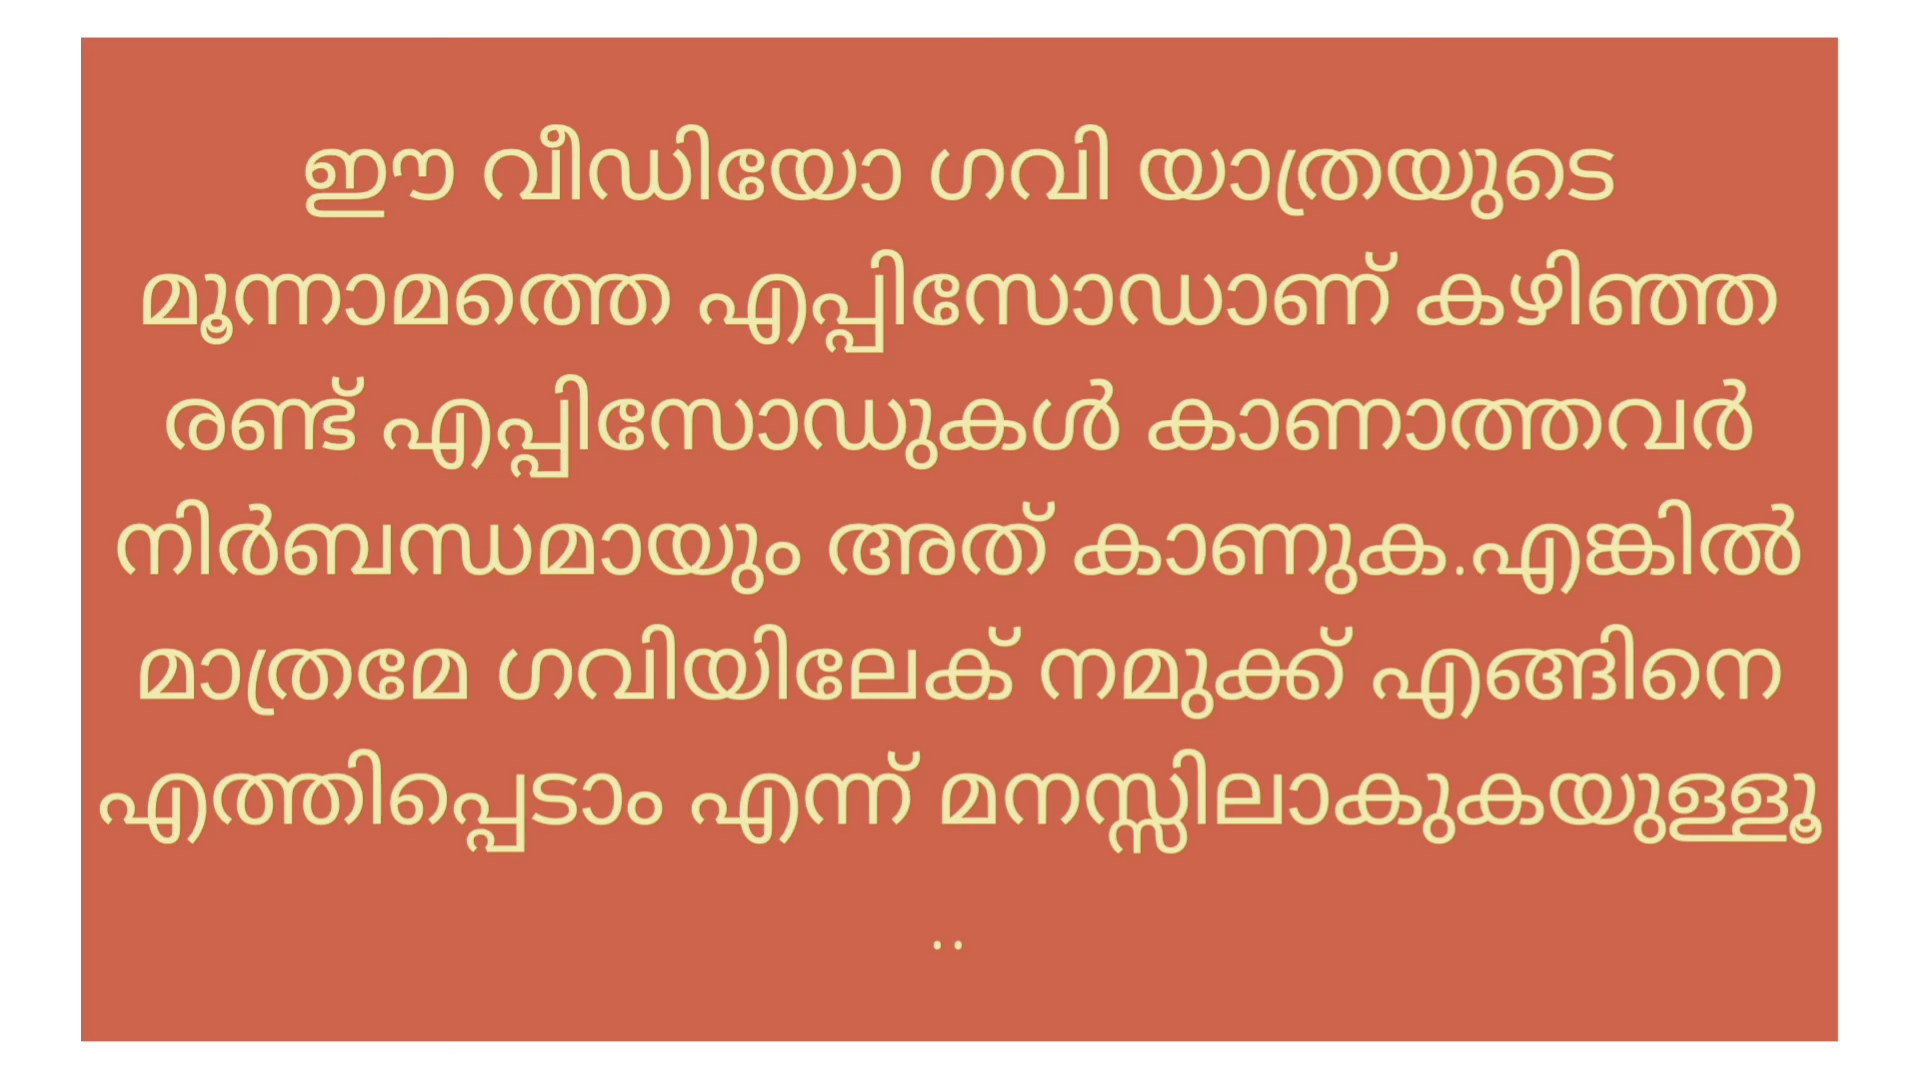 ഈ വീഡിയോ ഗവി യാത്രയുടെ
മൂന്നാമത്തെ എപ്പിസോഡാണ് കഴിഞ്ഞ
രണ്ട് എപ്പിസോഡുകൾ കാണാത്തവർ
നിർബന്ധമായും അത് കാണുക.എങ്കിൽ
മാത്രമേ ഗവിയിലേക് നമുക്ക് എങ്ങിനെ
എത്തിപ്പെടാം എന്ന് മനസ്സിലാകുകയുള്ളൂ
..